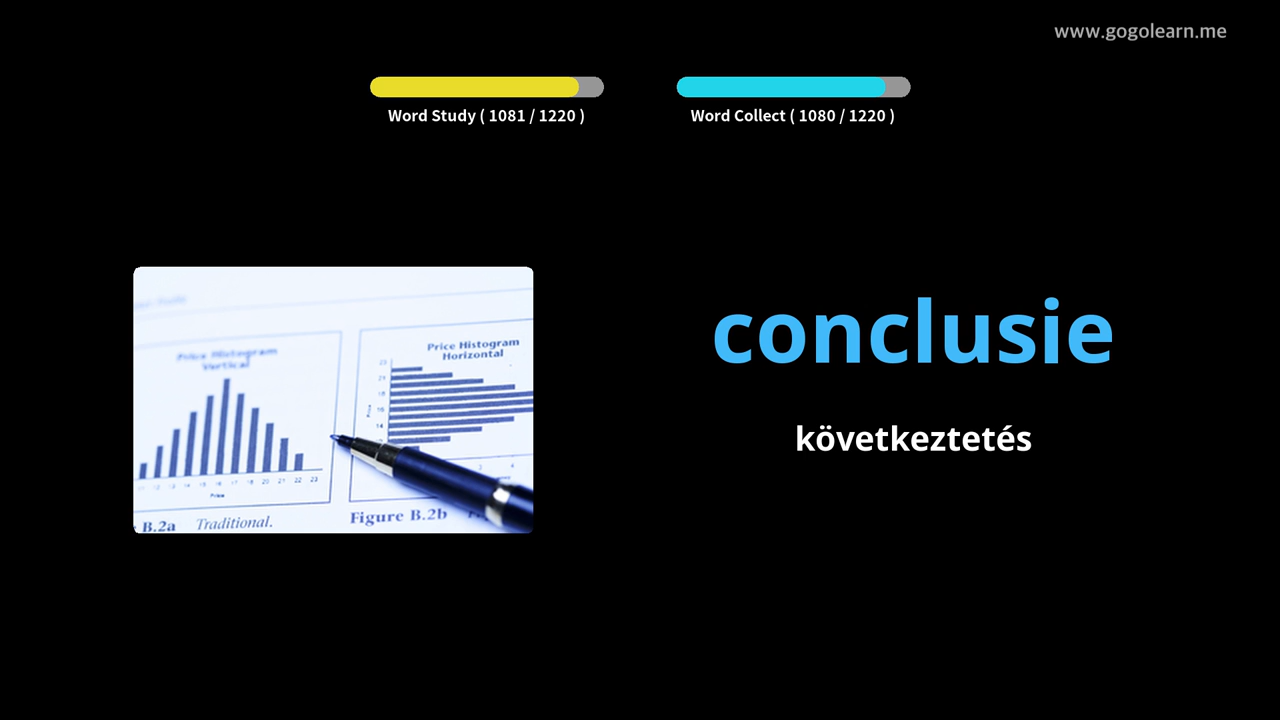 www.gogolearn.me
Word Study ( 1081 / 1220 )
Word Collect ( 1080 / 1220 )
Price Histogram
Vertical
Price Histogram
Horizontal
Price
B.2a Traditional.
Figure B.2b
conclusie
következtetés